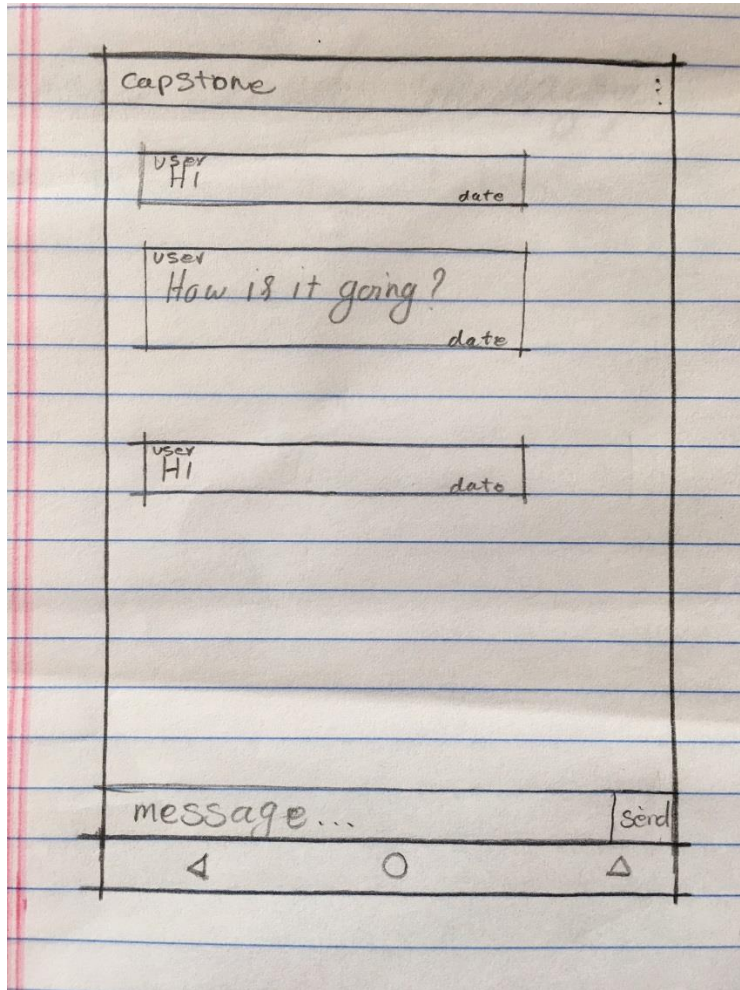 capstone
user
Hi
date
user
How is it going?
date
user
Hi
date
message... send